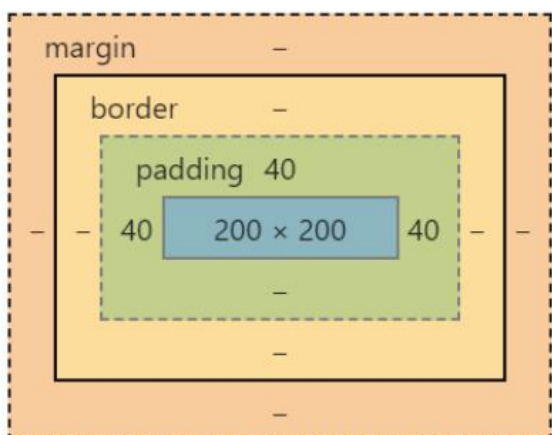 margin –
border –
padding 40
– – 40 200 × 200 40 – –
–
–
–